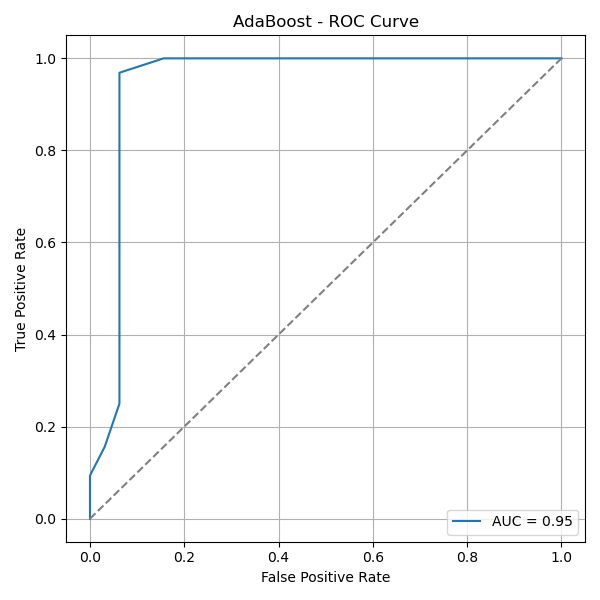 AdaBoost - ROC Curve
1.0
0.8
0.6
0.4
0.2
0.0
True Positive Rate
0.0 0.2 0.4 0.6 0.8 1.0
False Positive Rate
AUC = 0.95